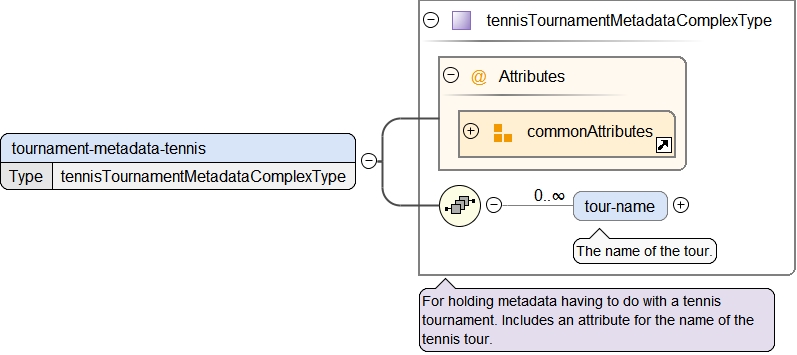 tennisTournamentMetadataComplexType
@ Attributes
commonAttributes
tournament-metadata-tennis
Type tennisTournamentMetadataComplexType
0..∞
tour-name
The name of the tour.
For holding metadata having to do with a tennis
tournament. Includes an attribute for the name of the
tennis tour.